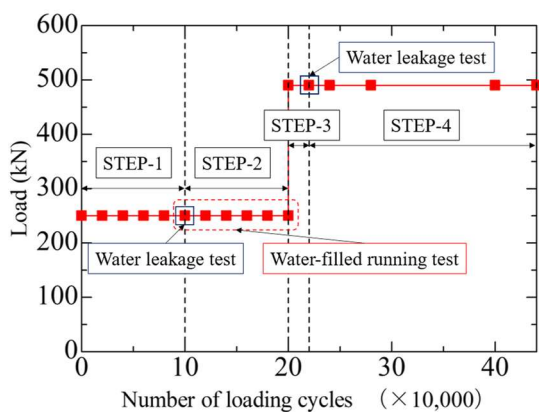 600
500
400
300
200
100
0
Load (kN)
Water leakage test
STEP-3
STEP-1
STEP-2
STEP-4
Water leakage test
Water-filled running test
0
10
20
30
40
Number of loading cycles （×10,000）